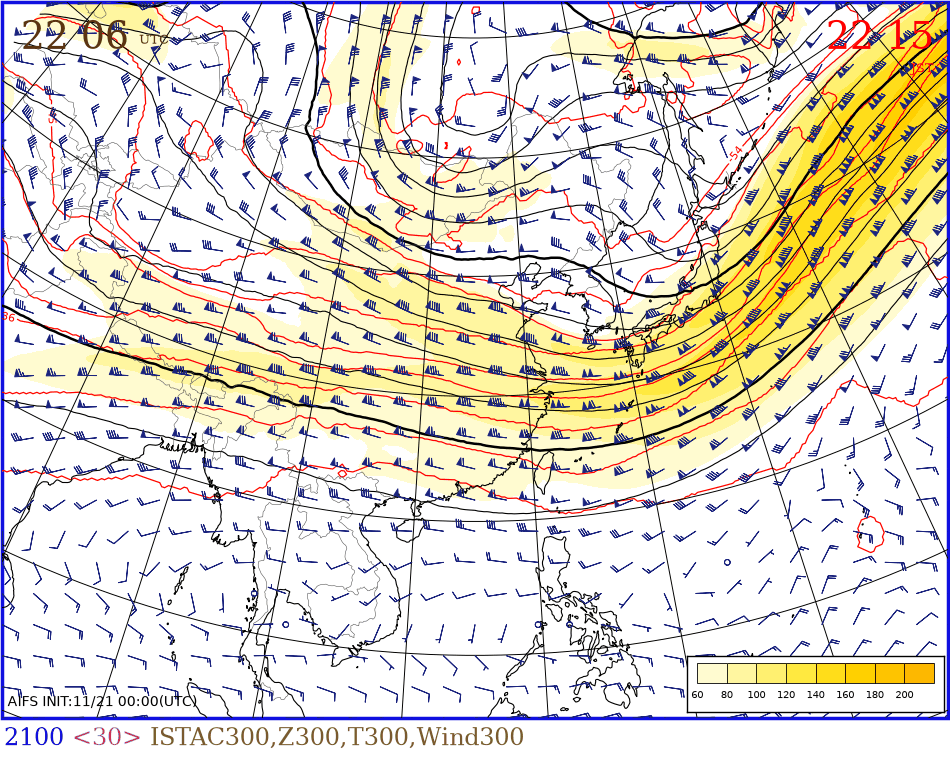 22 06 UTC
22 15
JST
-54
36
60 80 100 120 140 160 180 200
AIFS INIT:11/21 00:00(UTC)
2100 <30> ISTAC300,Z300,T300,Wind300